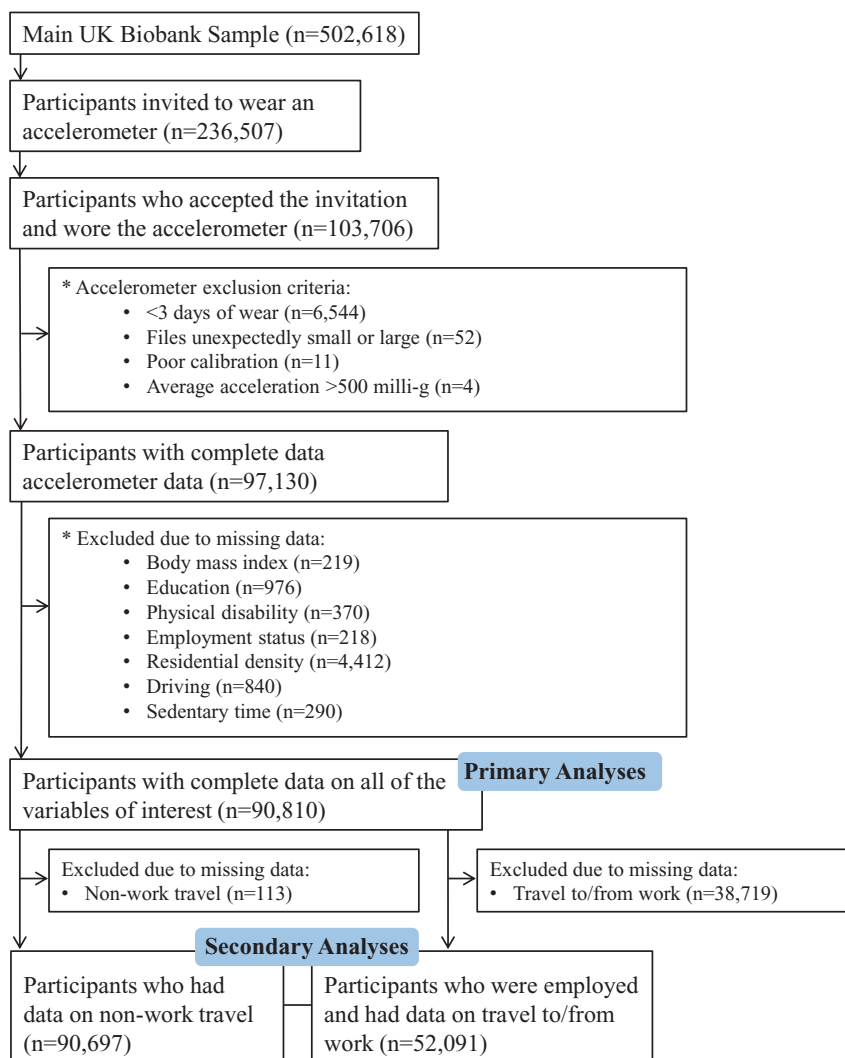 Main UK Biobank Sample (n=502,618)
Participants invited to wear an
accelerometer (n=236,507)
Participants who accepted the invitation
and wore the accelerometer (n=103,706)
* Accelerometer exclusion criteria:
• <3 days of wear (n=6,544)
• Files unexpectedly small or large (n=52)
• Poor calibration (n=11)
• Average acceleration >500 milli-g (n=4)
Participants with complete data
accelerometer data (n=97,130)
* Excluded due to missing data:
• Body mass index (n=219)
• Education (n=976)
• Physical disability (n=370)
• Employment status (n=218)
• Residential density (n=4,412)
• Driving (n=840)
• Sedentary time (n=290)
Primary Analyses
Participants with complete data on all of the
variables of interest (n=90,810)
Excluded due to missing data:
• Non-work travel (n=113)
Excluded due to missing data:
• Travel to/from work (n=38,719)
Secondary Analyses
Participants who had
data on non-work travel
(n=90,697)
Participants who were employed
and had data on travel to/from
work (n=52,091)